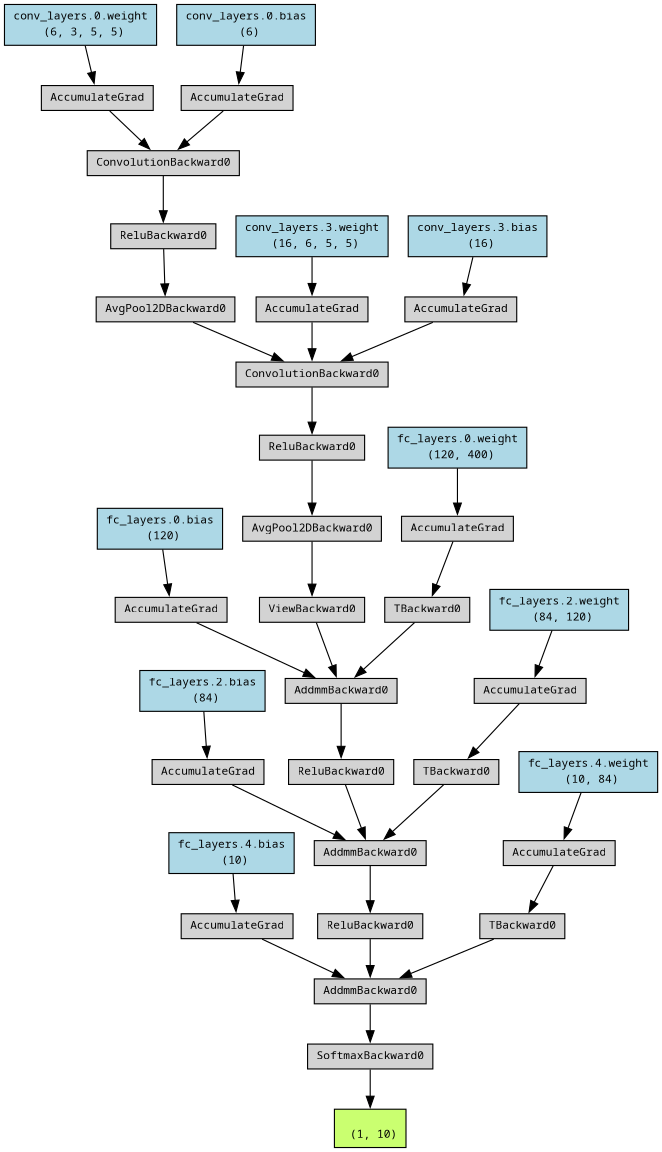 conv_layers.0.weight
(6, 3, 5, 5)
conv_layers.0.bias
(6)
AccumulateGrad
AccumulateGrad
ConvolutionBackward0
ReluBackward0
conv_layers.3.weight
(16, 6, 5, 5)
conv_layers.3.bias
(16)
AvgPool2DBackward0
AccumulateGrad
AccumulateGrad
ConvolutionBackward0
ReluBackward0
fc_layers.0.weight
(120, 400)
fc_layers.0.bias
(120)
AvgPool2DBackward0
AccumulateGrad
AccumulateGrad
ViewBackward0
TBackward0
fc_layers.2.weight
(84, 120)
fc_layers.2.bias
(84)
AddmmBackward0
AccumulateGrad
AccumulateGrad
ReluBackward0
TBackward0
fc_layers.4.weight
(10, 84)
fc_layers.4.bias
(10)
AddmmBackward0
AccumulateGrad
AccumulateGrad
ReluBackward0
TBackward0
AddmmBackward0
SoftmaxBackward0
(1, 10)